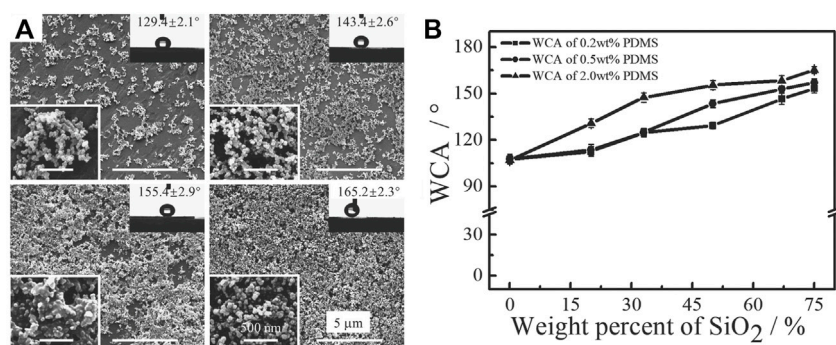 A
129.4±2.1°
143.4±2.6°
155.4±2.9°
165.2±2.3°
500 nm
5 µm
B
WCA of 0.2wt% PDMS
WCA of 0.5wt% PDMS
WCA of 2.0wt% PDMS
WCA / °
180
150
120
90
30
0
0 15 30 45 60 75
Weight percent of SiO2 / %